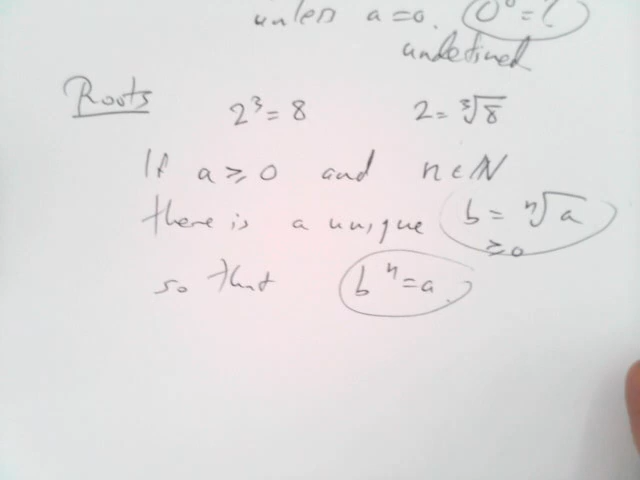 unless a=0. 0⁰=?
undefined
Roots 2³=8 2=³√8
If a ≥ 0 and n ∈ ℕ
there is a unique b = ⁿ√a
≥0
so that bⁿ=a.